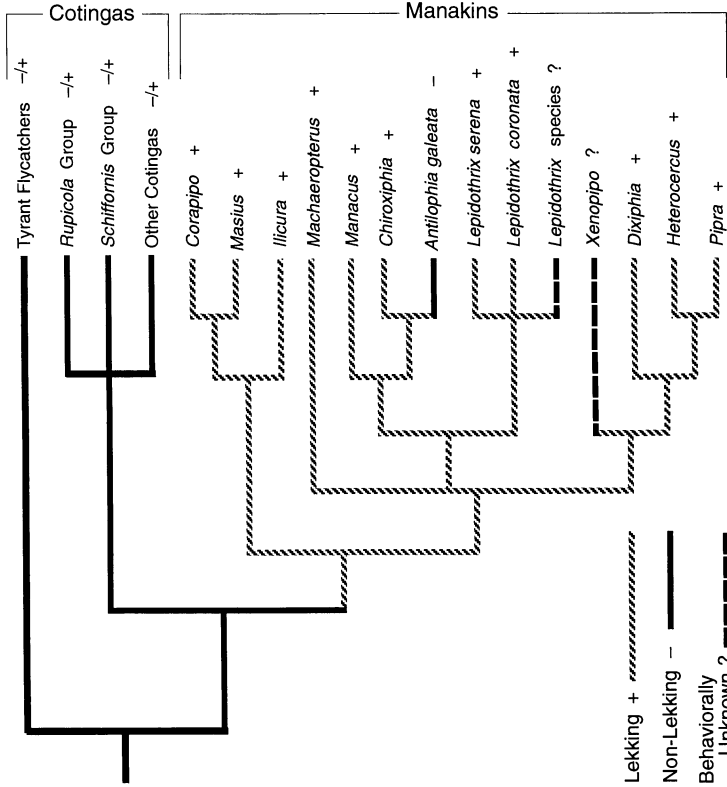 Cotingas
Manakins
Tyrant Flycatchers –/+
Rupicola Group –/+
Schiffornis Group –/+
Other Cotingas –/+
Corapipo +
Masius +
Ilicura +
Machaeropterus +
Manacus +
Chiroxiphia +
Antilophia galeata –
Lepidothrix serena +
Lepidothrix coronata +
Lepidothrix species ?
Xenopipo ?
Dixiphia +
Heterocercus +
Pipra +
Lekking +
Non-Lekking –
Behaviorally
Unknown ?